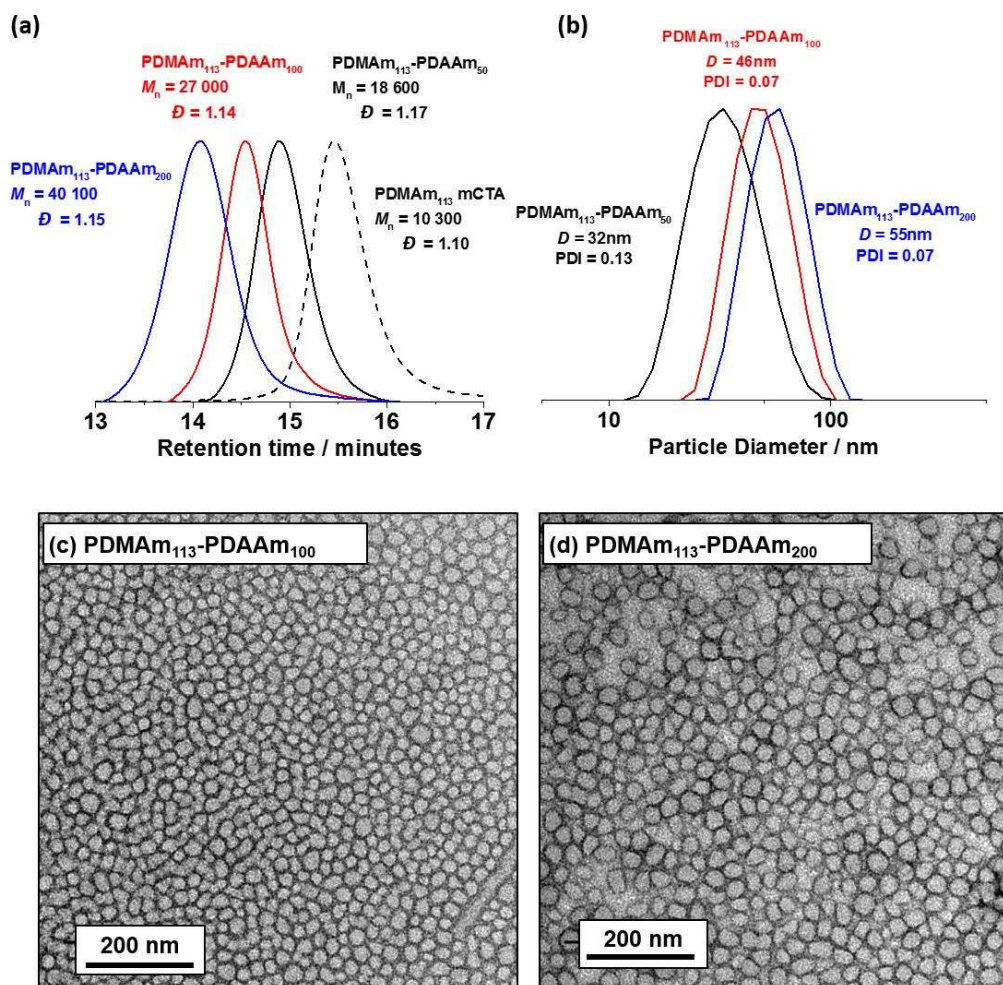 (a)
PDMAm₁₁₃-PDAAm₁₀₀
Mₙ = 27 000
Đ = 1.14
PDMAm₁₁₃-PDAAm₅₀
Mₙ = 18 600
Đ = 1.17
PDMAm₁₁₃-PDAAm₂₀₀
Mₙ = 40 100
Đ = 1.15
PDMAm₁₁₃ mCTA
Mₙ = 10 300
Đ = 1.10
13 14 15 16 17
Retention time / minutes
(b)
PDMAm₁₁₃-PDAAm₁₀₀
D = 46nm
PDI = 0.07
PDMAm₁₁₃-PDAAm₅₀
D = 32nm
PDI = 0.13
PDMAm₁₁₃-PDAAm₂₀₀
D = 55nm
PDI = 0.07
10 100
Particle Diameter / nm
(c) PDMAm₁₁₃-PDAAm₁₀₀
200 nm
(d) PDMAm₁₁₃-PDAAm₂₀₀
200 nm